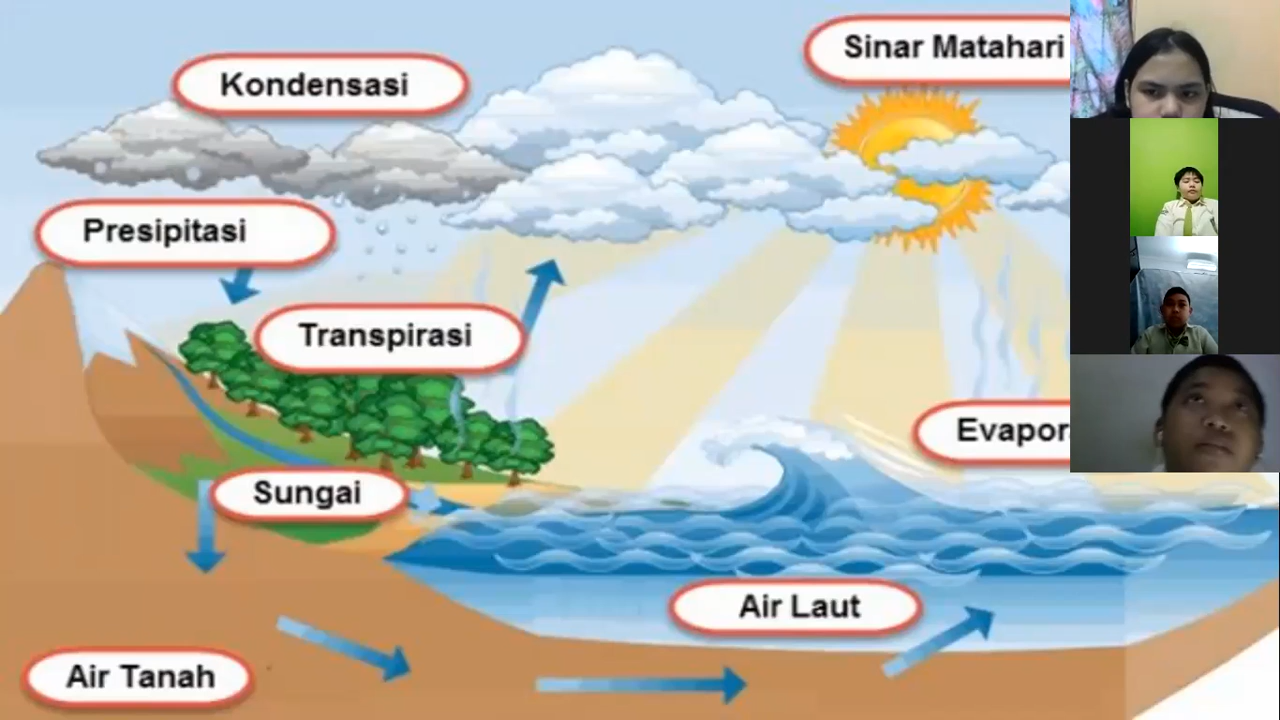 Sinar Matahari
Kondensasi
Presipitasi
Transpirasi
Evapor
Sungai
Air Laut
Air Tanah